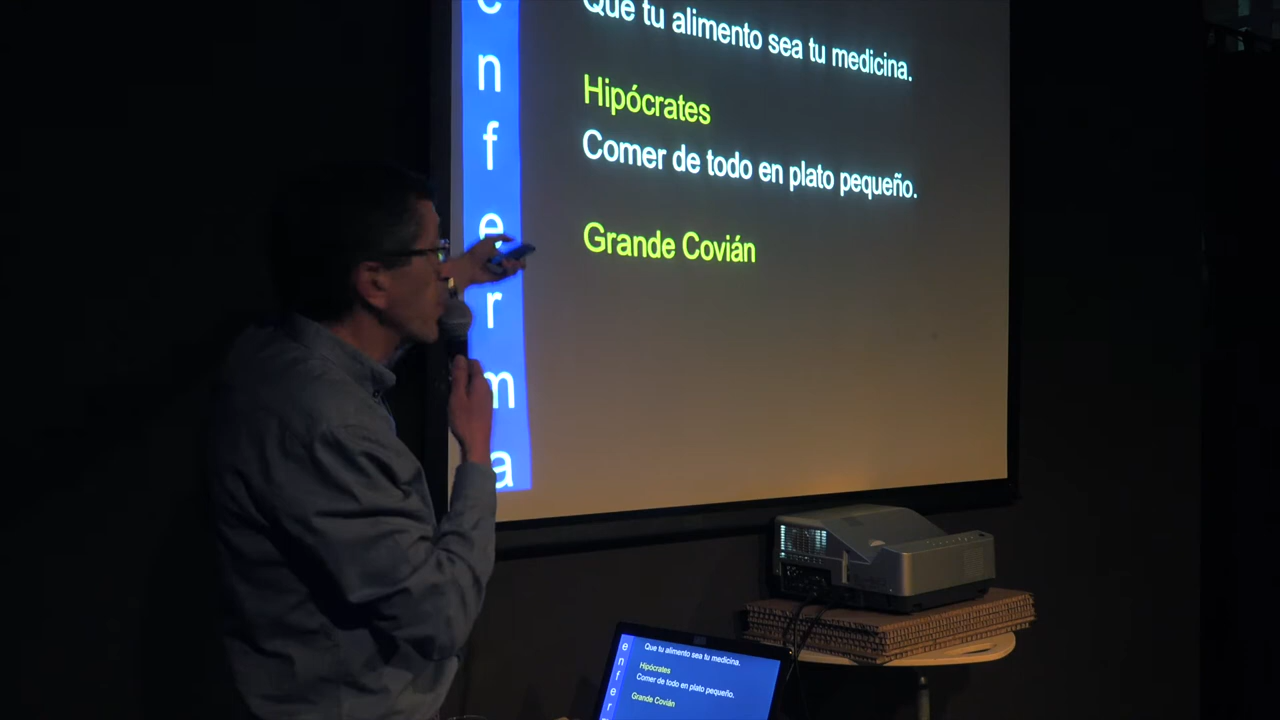 Que tu alimento sea tu medicina.
Hipócrates
Comer de todo en plato pequeño.
Grande Covián
e
n
f
e
r
m
a
Que tu alimento sea tu medicina.
Hipócrates
Comer de todo en plato pequeño.
Grande Covián
e
n
f
e
r